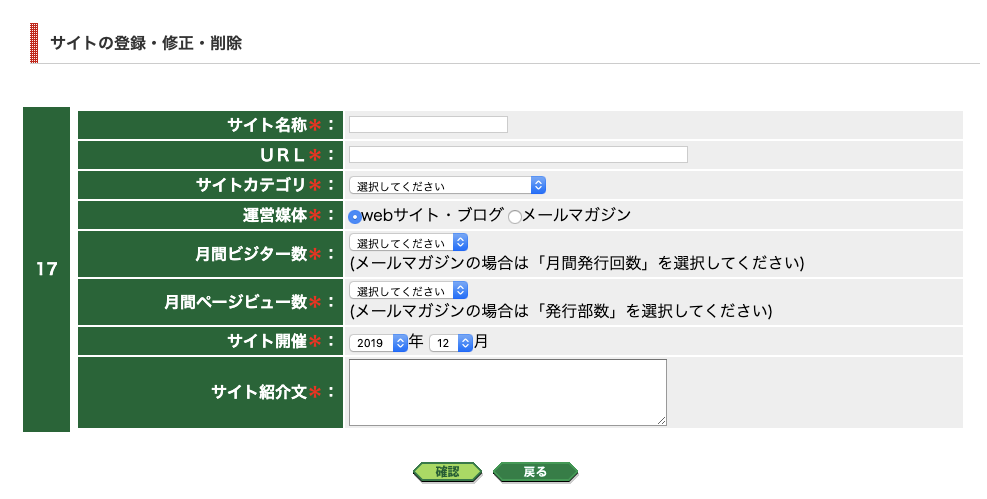 サイトの登録・修正・削除
17
サイト名称＊：
ＵＲＬ＊：
サイトカテゴリ＊： 選択してください
運営媒体＊： webサイト・ブログ メールマガジン
月間ビジター数＊： 選択してください
(メールマガジンの場合は「月間発行回数」を選択してください)
月間ページビュー数＊： 選択してください
(メールマガジンの場合は「発行部数」を選択してください)
サイト開催＊： 2019 年 12 月
サイト紹介文＊：
確認 戻る